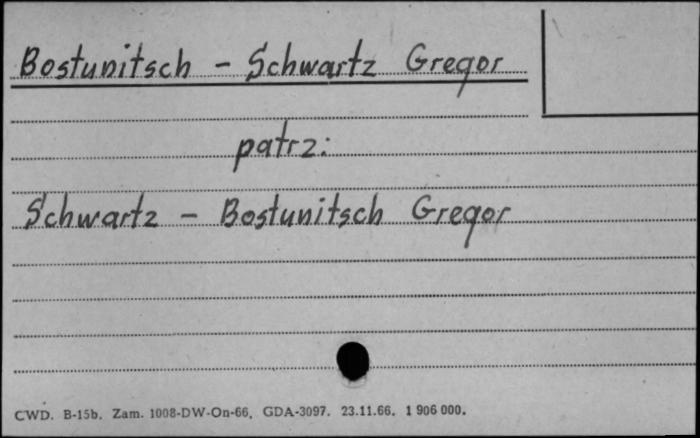 Bostunitsch - Schwartz Gregor
patrz:
Schwartz - Bostunitsch Gregor
CWD. B-15b. Zam. 1008-DW-On-66. GDA-3097. 23.11.66. 1 906 000.